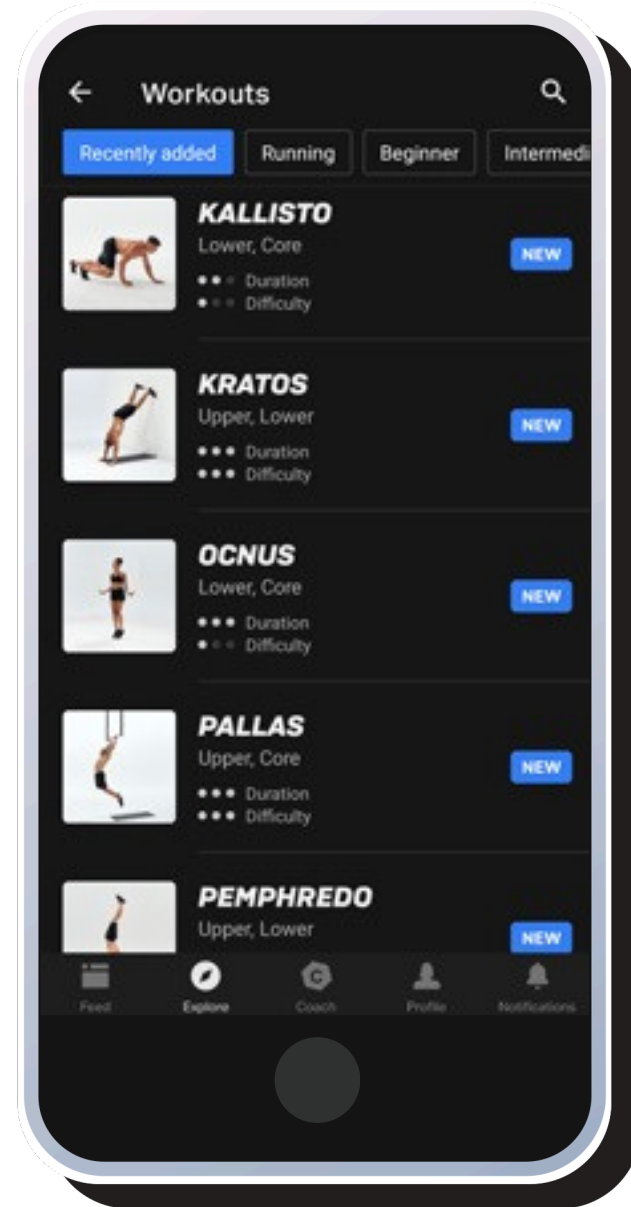 Workouts
Recently added Running Beginner Intermedi
KALLISTO
Lower, Core
NEW
Duration
Difficulty
KRATOS
Upper, Lower
NEW
Duration
Difficulty
OCNUS
Lower, Core
NEW
Duration
Difficulty
PALLAS
Upper, Core
NEW
Duration
Difficulty
PEMPHREDO
Upper, Lower
NEW
C
Feed Explore Coach Profile Notifications